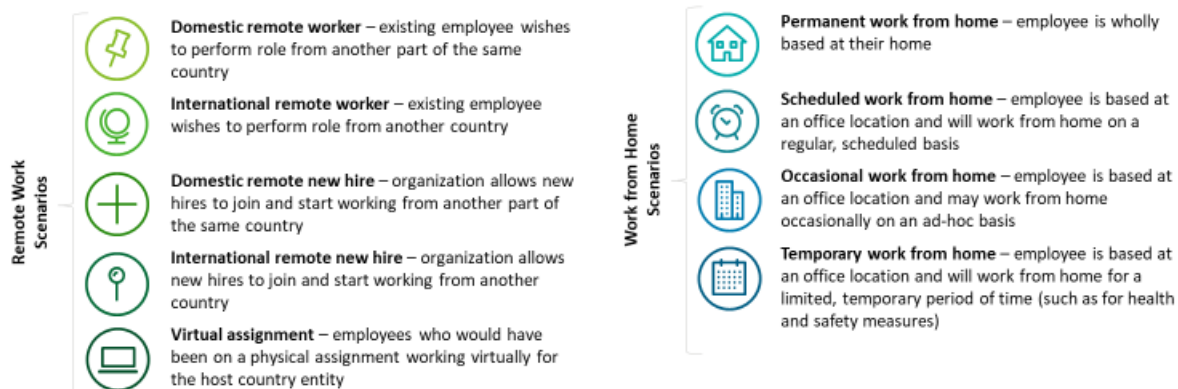 Remote Work
Scenarios
Domestic remote worker – existing employee wishes
to perform role from another part of the same
country
International remote worker – existing employee
wishes to perform role from another country
Domestic remote new hire – organization allows new
hires to join and start working from another part of
the same country
International remote new hire – organization allows
new hires to join and start working from another
country
Virtual assignment – employees who would have
been on a physical assignment working virtually for
the host country entity
Work from Home
Scenarios
Permanent work from home – employee is wholly
based at their home
Scheduled work from home – employee is based at
an office location and will work from home on a
regular, scheduled basis
Occasional work from home – employee is based at
an office location and may work from home
occasionally on an ad-hoc basis
Temporary work from home – employee is based at
an office location and will work from home for a
limited, temporary period of time (such as for health
and safety measures)